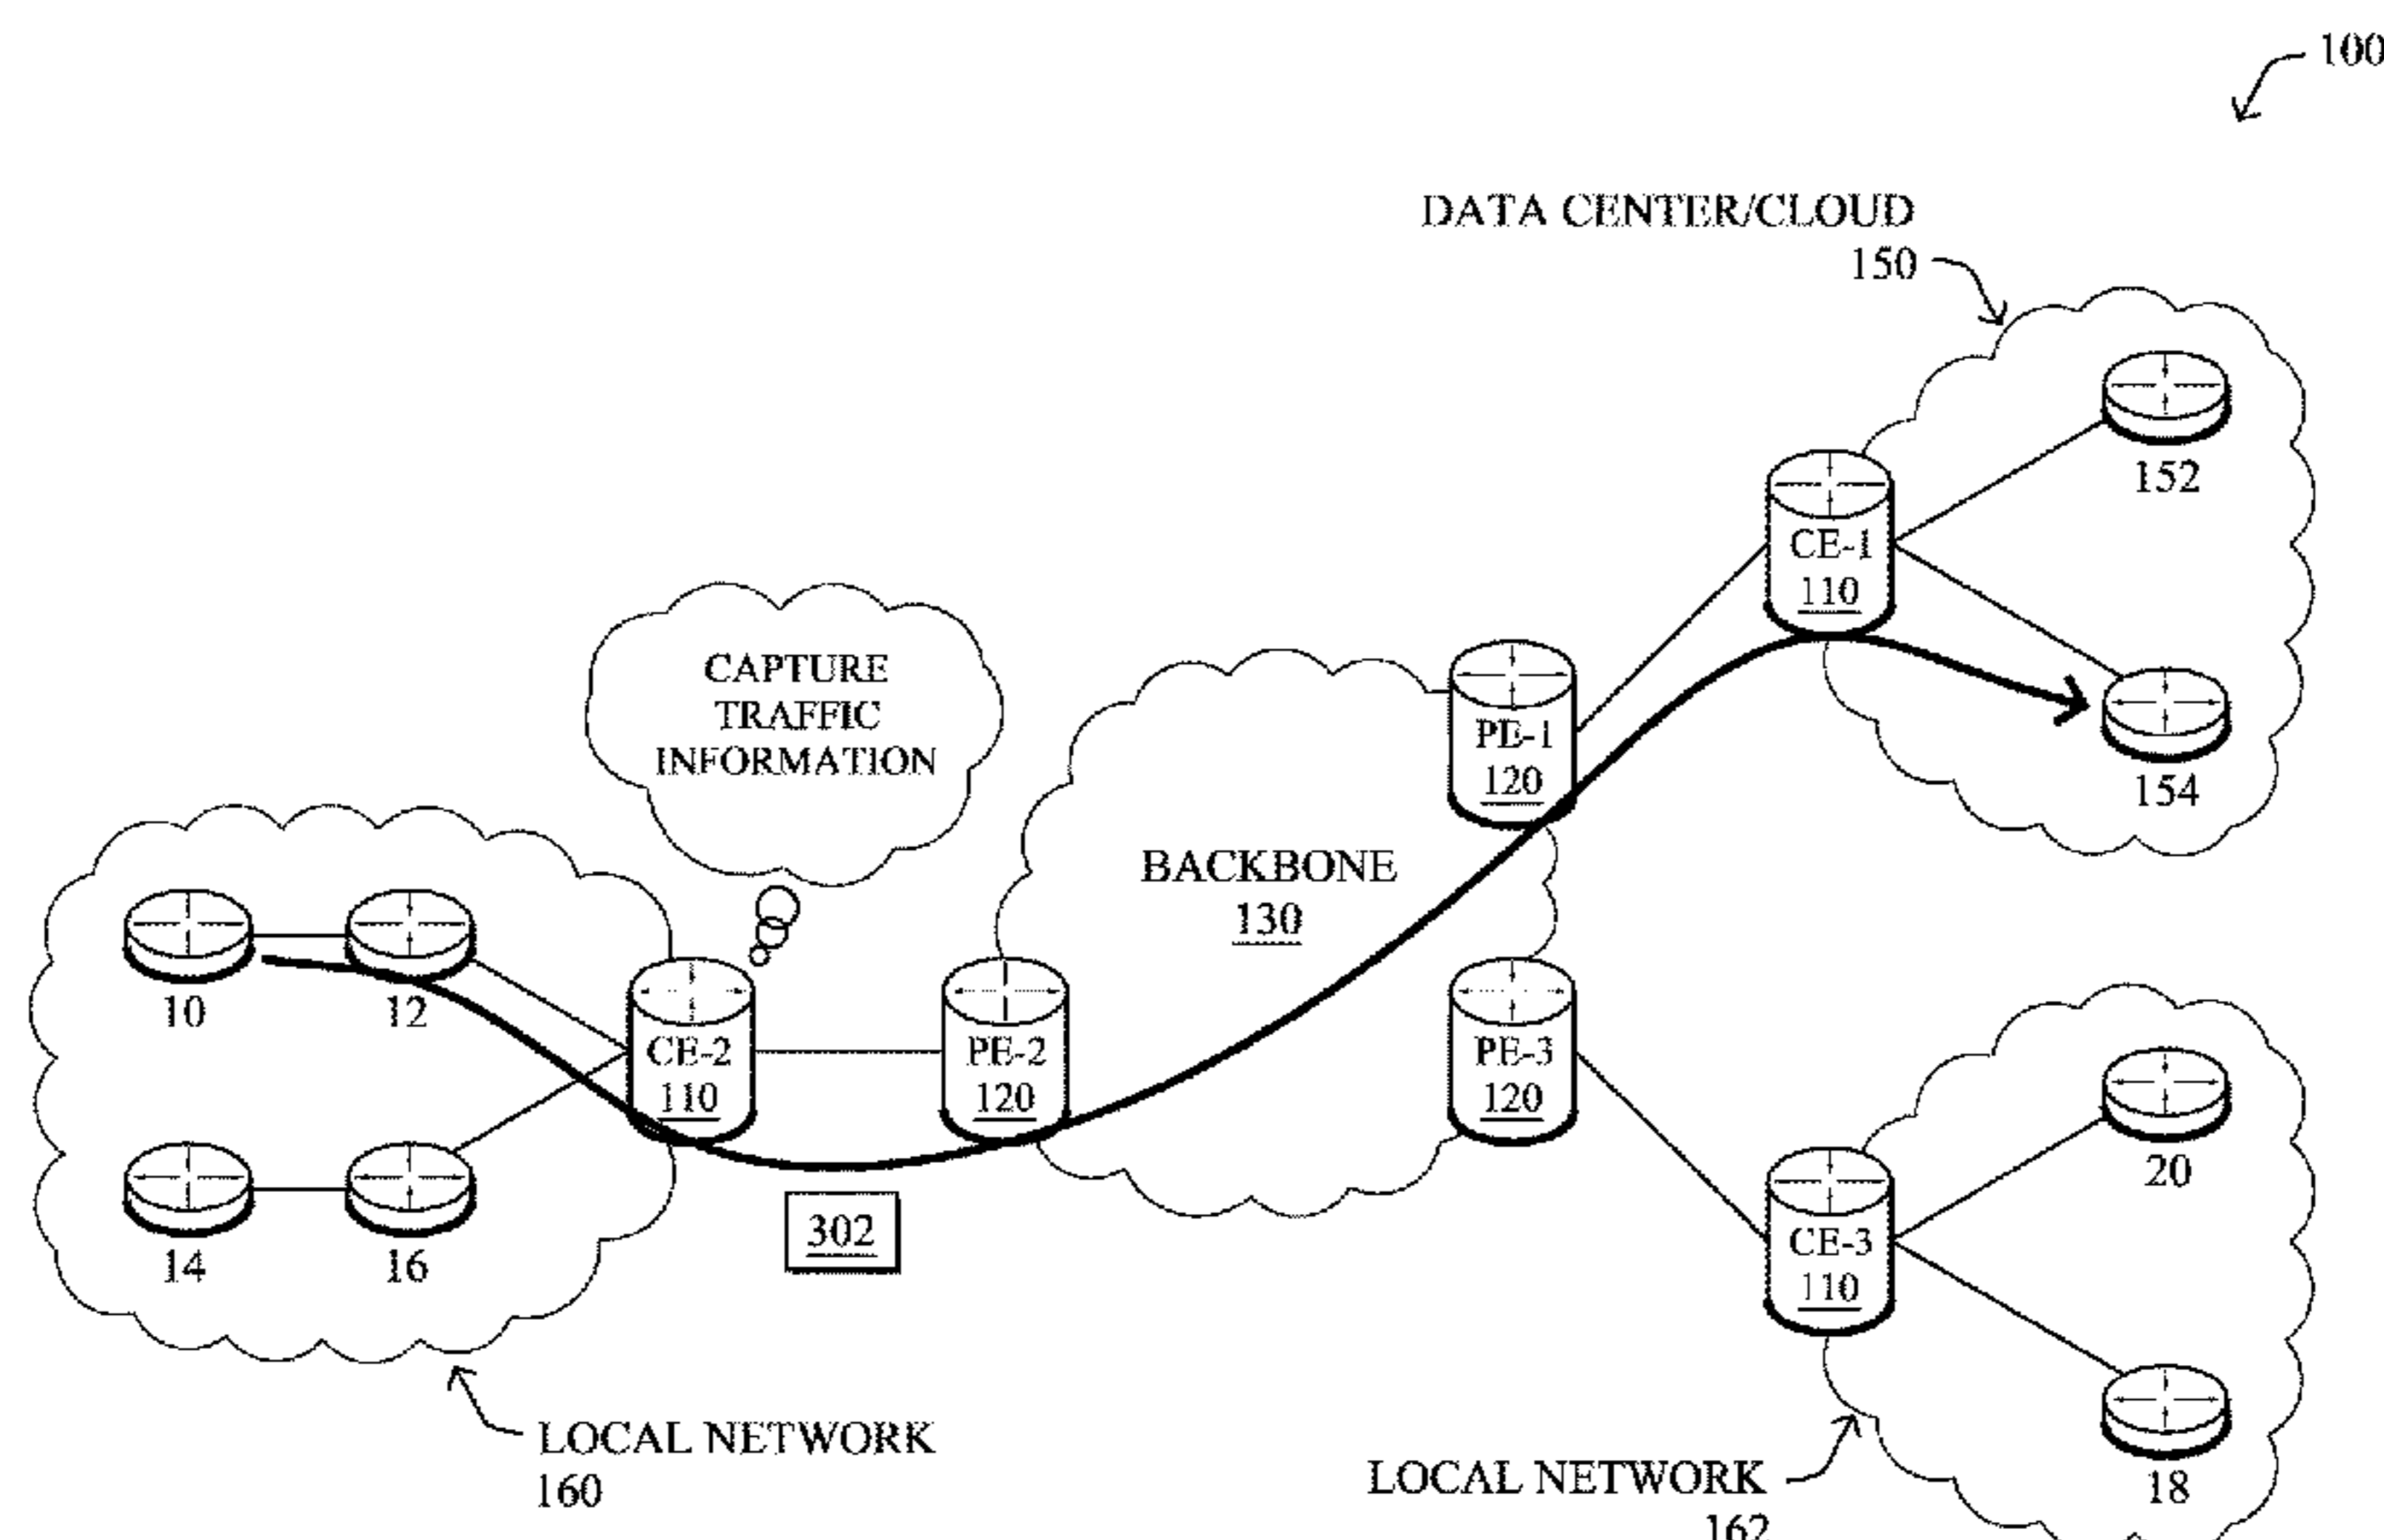 100
DATA CENTER/CLOUD
150
152
CE-1
110
CAPTURE
TRAFFIC
INFORMATION
PE-1
120
154
BACKBONE
130
10
12
CE-2
110
PE-2
120
PE-3
120
14
16
302
20
CE-3
110
LOCAL NETWORK
160
LOCAL NETWORK
162
18